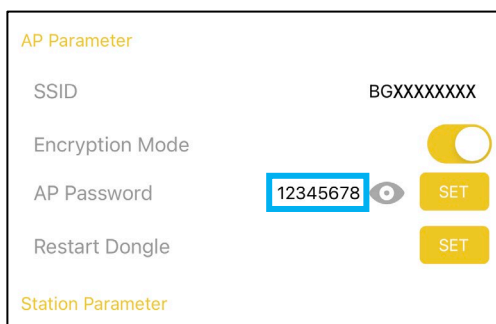 AP Parameter
SSID BGXXXXXXXX
Encryption Mode
AP Password 12345678 SET
Restart Dongle SET
Station Parameter